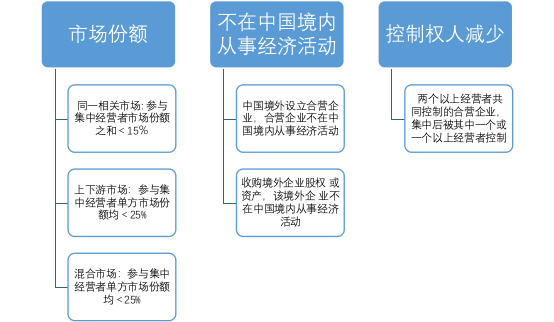 市场份额
同一相关市场: 参与
集中经营者市场份额
之和 < 15%
上下游市场：参与集
中经营者单方市场份
额均 < 25%
混合市场：参与集中
经营者单方市场份额
均 < 25%
不在中国境内
从事经济活动
中国境外设立合营企
业，合营企业不在中
国境内从事经济活动
收购境外企业股权 或
资产，该境外企 业不
在中国境内从事经济
活动
控制权人减少
两个以上经营者共
同控制的合营企业，
集中后被其中一个或
一个以上经营者控制